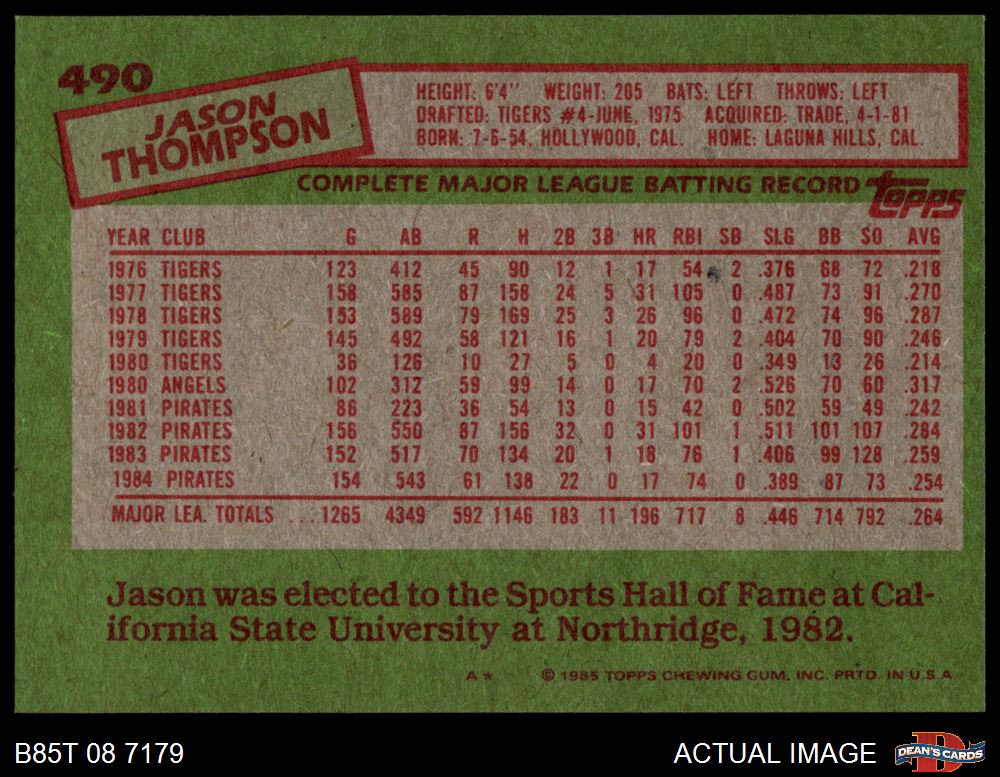 490
JASON
THOMPSON
HEIGHT: 6'4" WEIGHT: 205 BATS: LEFT THROWS: LEFT
DRAFTED: TIGERS #4-JUNE, 1975 ACQUIRED: TRADE, 4-1-81
BORN: 7-6-54, HOLLYWOOD, CAL. HOME: LAGUNA HILLS, CAL.
COMPLETE MAJOR LEAGUE BATTING RECORD topps
YEAR CLUB G AB R H 2B 3B HR RBI SB SLG BB SO AVG
1976 TIGERS 123 412 45 90 12 1 17 54 2 .376 68 72 .218
1977 TIGERS 158 585 87 158 24 5 31 105 0 .487 73 91 .270
1978 TIGERS 153 589 79 169 25 3 26 96 0 .472 74 96 .287
1979 TIGERS 145 492 58 121 16 1 20 79 2 .404 70 90 .246
1980 TIGERS 36 126 10 27 5 0 4 20 0 .349 13 26 .214
1980 ANGELS 102 312 59 99 14 0 17 70 2 .526 70 60 .317
1981 PIRATES 86 223 36 54 13 0 15 42 0 .502 59 49 .242
1982 PIRATES 156 550 87 156 32 0 31 101 1 .511 101 107 .284
1983 PIRATES 152 517 70 134 20 1 18 76 1 .406 99 128 .259
1984 PIRATES 154 543 61 138 22 0 17 74 0 .389 87 73 .254
MAJOR LEA. TOTALS ...1265 4349 592 1146 183 11 196 717 8 .446 714 792 .264
Jason was elected to the Sports Hall of Fame at Cal-
ifornia State University at Northridge, 1982.
A* © 1985 TOPPS CHEWING GUM, INC. PRTD. IN U.S.A.
B85T 08 7179 ACTUAL IMAGE DEAN'S CARDS